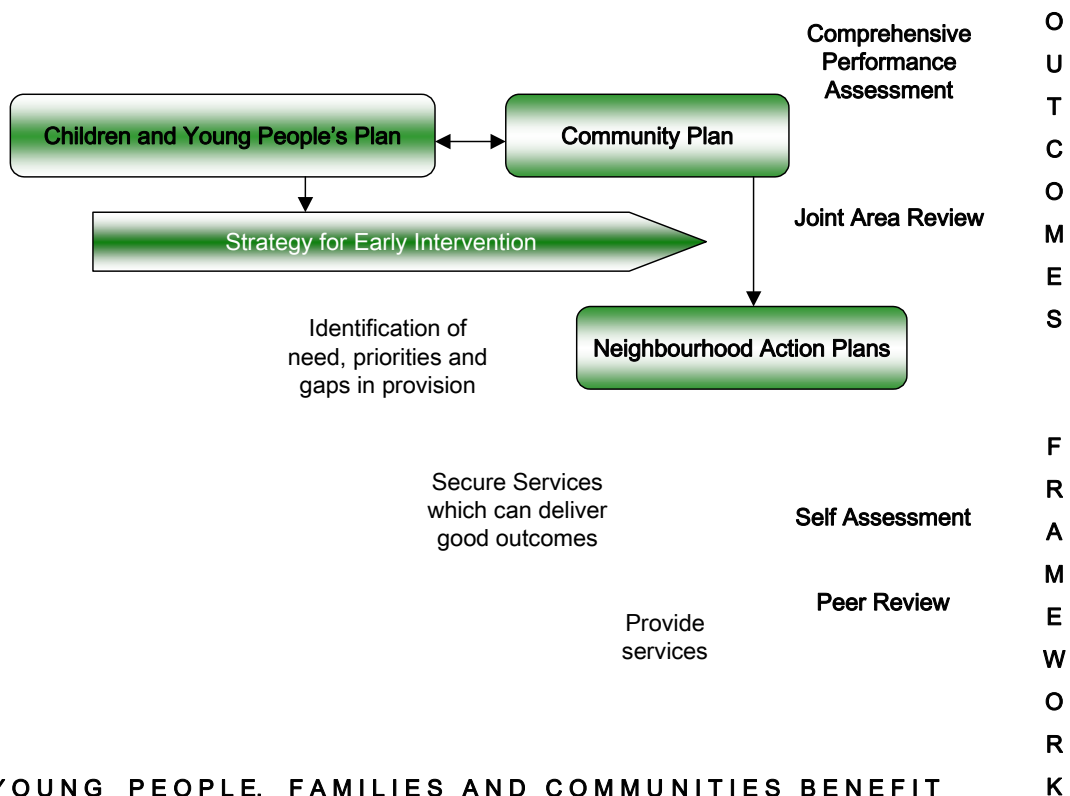 Comprehensive
Performance
Assessment
Children and Young People's Plan
Community Plan
Joint Area Review
Strategy for Early Intervention
Identification of
need, priorities and
gaps in provision
Neighbourhood Action Plans
Secure Services
which can deliver
good outcomes
Self Assessment
Peer Review
Provide
services
YOUNG PEOPLE, FAMILIES AND COMMUNITIES BENEFIT
OUTCOMES FRAMEWORK